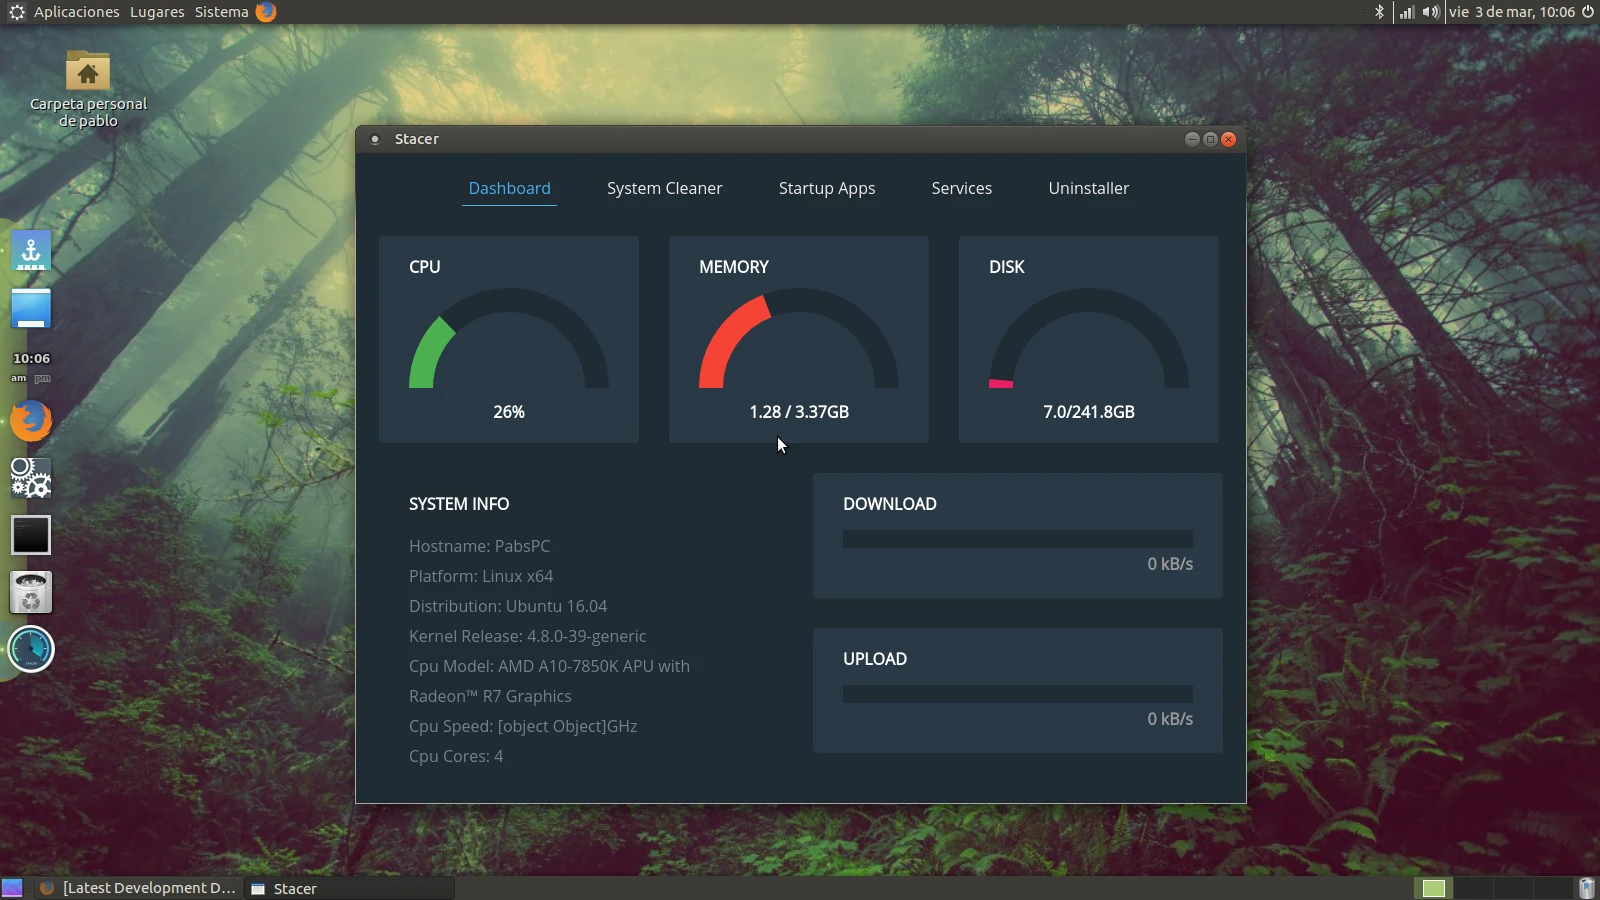 Aplicaciones Lugares Sistema
vie 3 de mar, 10:06
Carpeta personal
de pablo
10:06
am pm
Stacer
Dashboard System Cleaner Startup Apps Services Uninstaller
CPU
26%
MEMORY
1.28 / 3.37GB
DISK
7.0/241.8GB
SYSTEM INFO
Hostname: PabsPC
Platform: Linux x64
Distribution: Ubuntu 16.04
Kernel Release: 4.8.0-39-generic
Cpu Model: AMD A10-7850K APU with
Radeon™ R7 Graphics
Cpu Speed: [object Object]GHz
Cpu Cores: 4
DOWNLOAD
0 kB/s
UPLOAD
0 kB/s
[Latest Development D...
Stacer